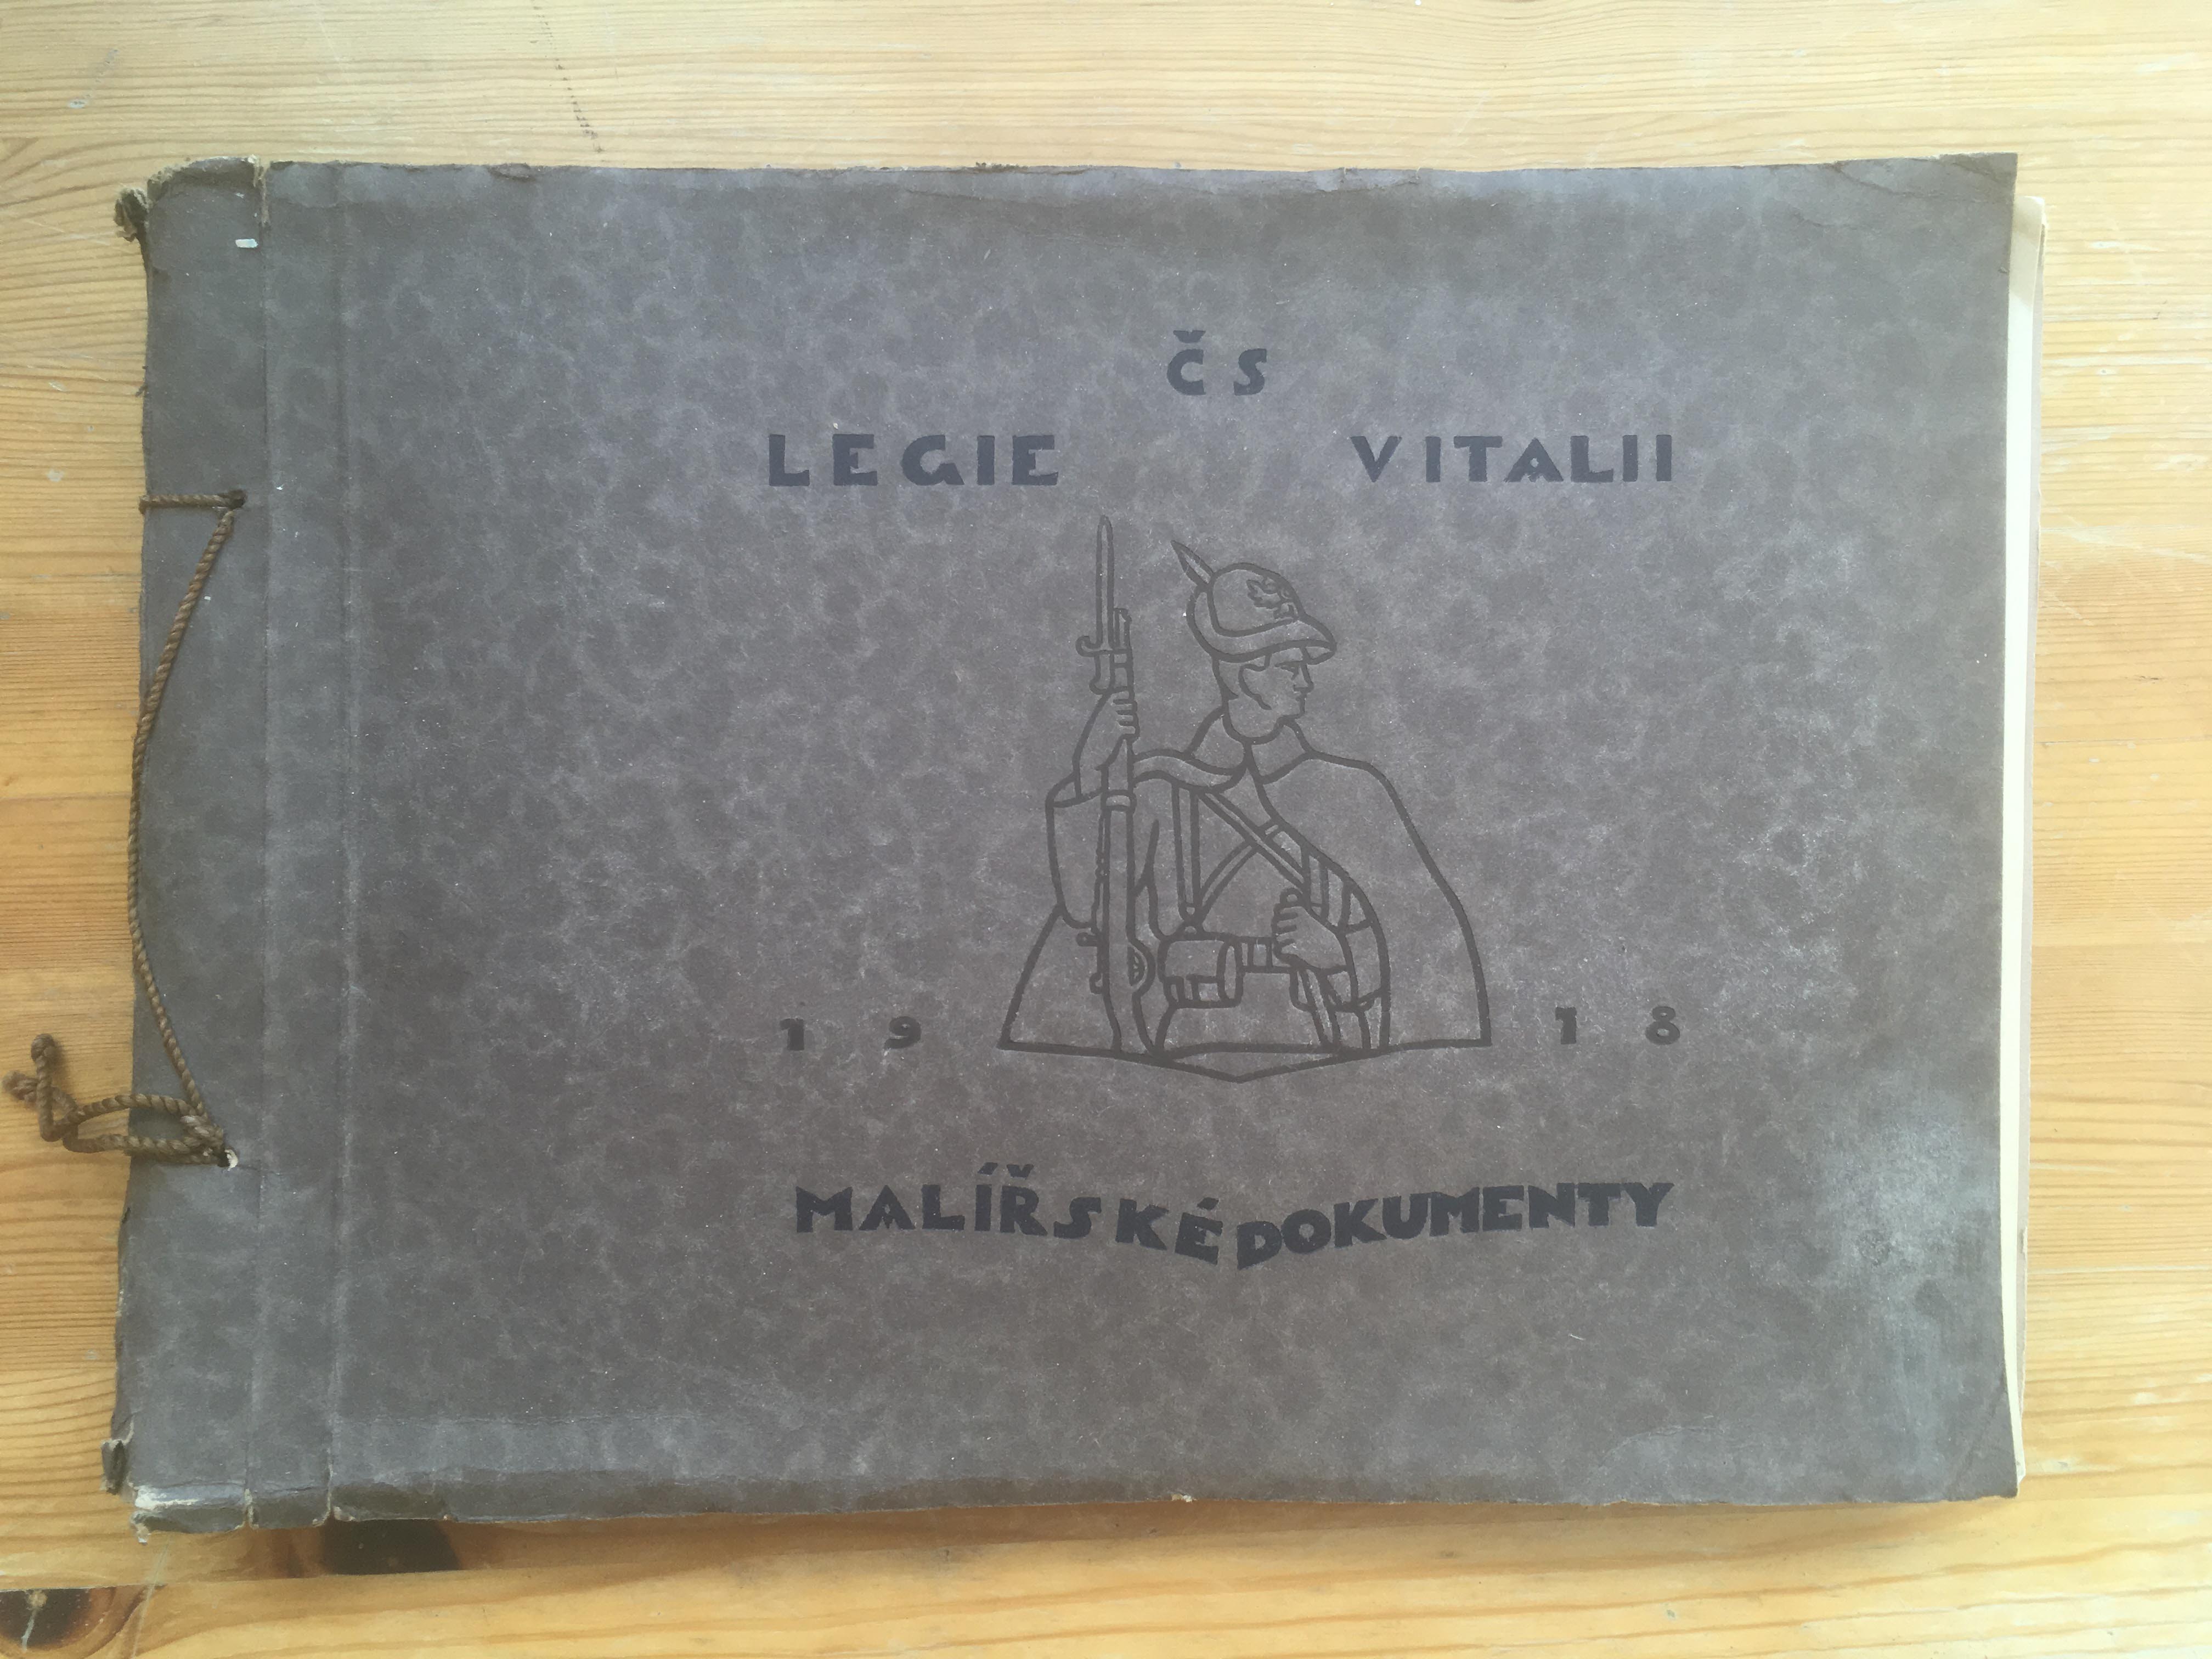 ČS
LEGIE VITALII
19 18
MALÍŘSKÉ DOKUMENTY